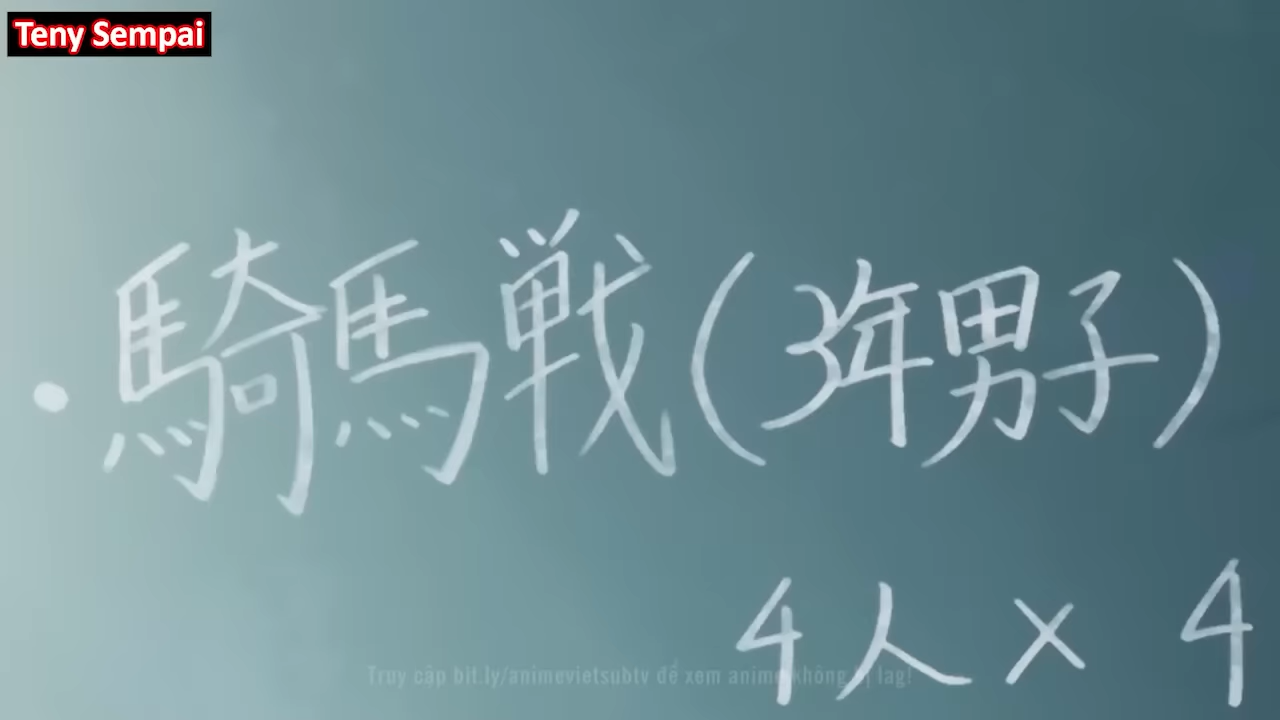 Teny Sempai
・騎馬戦(3年男子)
4人×4
Truy cập bit.ly/animevietsubtv để xem anime không bị lag!